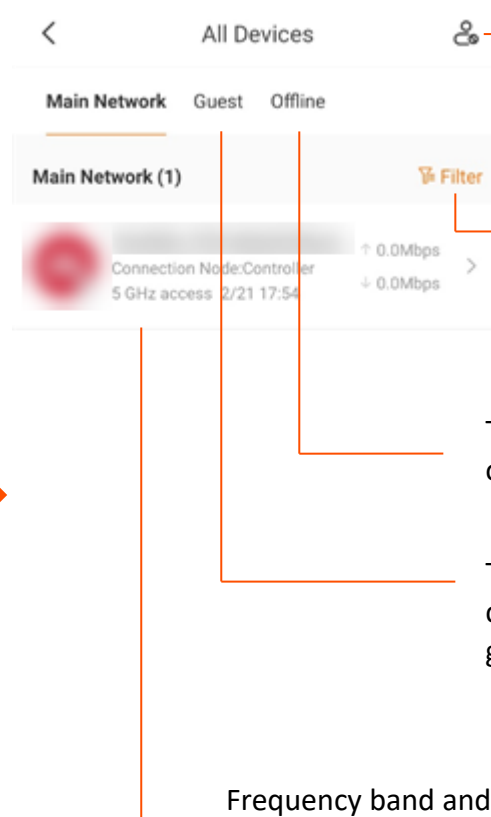 All Devices
Main Network Guest Offline
Main Network (1) Filter
Connection Node:Controller ↑ 0.0Mbps
5 GHz access 2/21 17:54 ↓ 0.0Mbps
Frequency band and